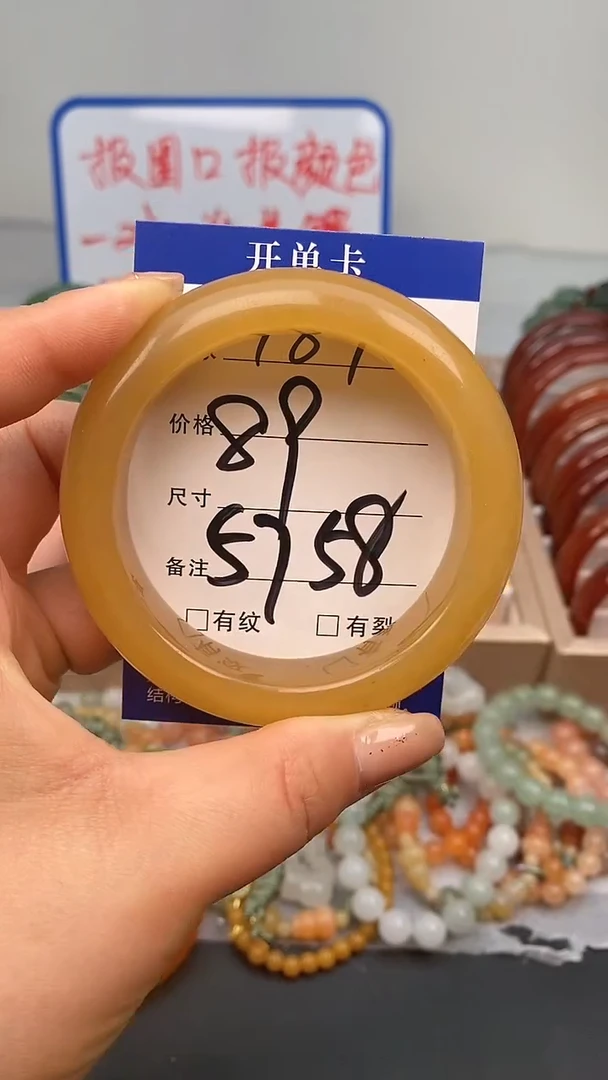 报圈口报颜色
开单卡
181
价格 89
尺寸
57 58
备注
□有纹 □有裂